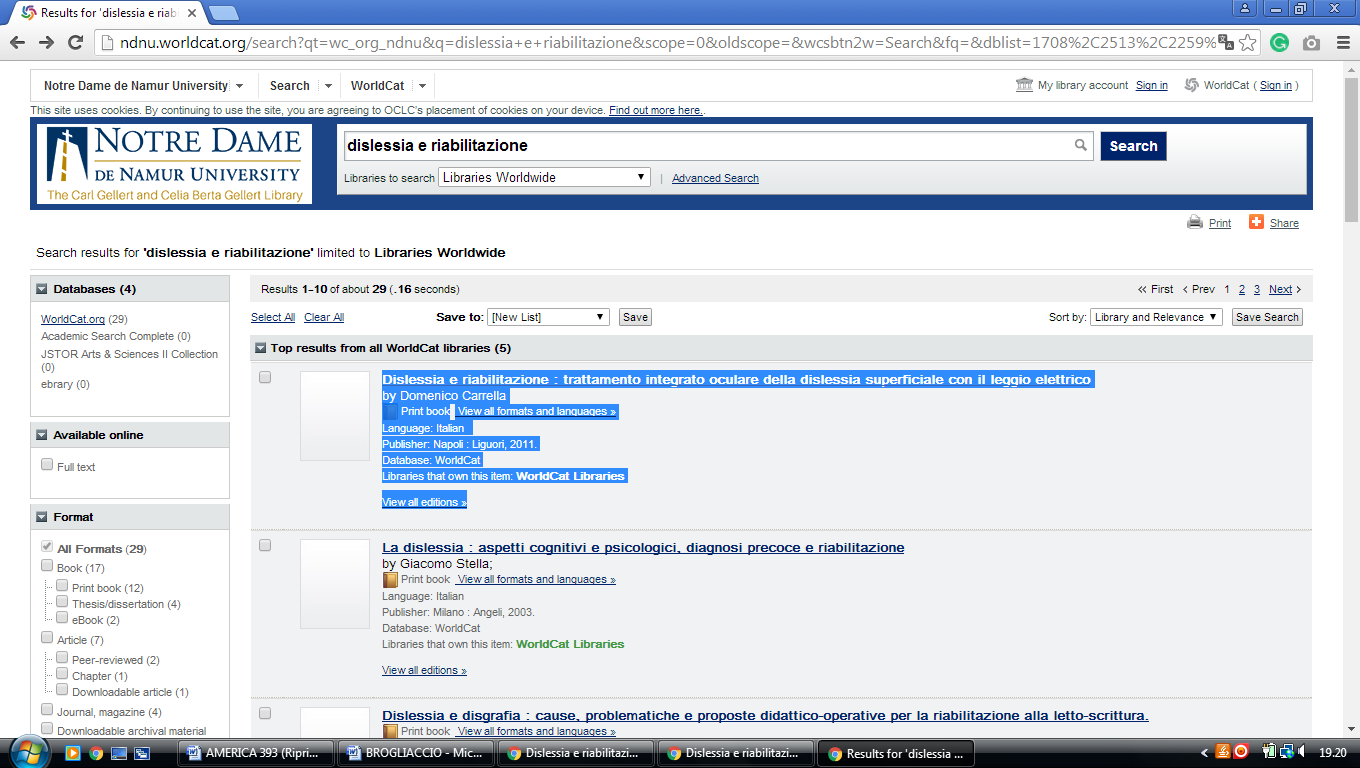 Results for 'dislessia e riab
ndnu.worldcat.org/search?qt=wc_org_ndnu&q=dislessia+e+riabilitazione&scope=0&oldscope=&wcsbtn2w=Search&fq=&dblist=1708%2C2513%2C2259%
Notre Dame de Namur University Search WorldCat My library account Sign in WorldCat ( Sign in )
This site uses cookies. By continuing to use the site, you are agreeing to OCLC's placement of cookies on your device. Find out more here..
NOTRE DAME
DE NAMUR UNIVERSITY
The Carl Gellert and Celia Berta Gellert Library
dislessia e riabilitazione Search
Libraries to search Libraries Worldwide | Advanced Search
Print Share
Search results for 'dislessia e riabilitazione' limited to Libraries Worldwide
Databases (4)
WorldCat.org (29)
Academic Search Complete (0)
JSTOR Arts & Sciences II Collection
(0)
ebrary (0)
Available online
Full text
Format
All Formats (29)
Book (17)
Print book (12)
Thesis/dissertation (4)
eBook (2)
Article (7)
Peer-reviewed (2)
Chapter (1)
Downloadable article (1)
Journal, magazine (4)
Downloadable archival material
Results 1-10 of about 29 (.16 seconds) « First < Prev 1 2 3 Next >
Select All Clear All Save to: [New List] Save Sort by: Library and Relevance Save Search
Top results from all WorldCat libraries (5)
Dislessia e riabilitazione : trattamento integrato oculare della dislessia superficiale con il leggio elettrico
by Domenico Carrella
Print book View all formats and languages »
Language: Italian
Publisher: Napoli : Liguori, 2011.
Database: WorldCat
Libraries that own this item: WorldCat Libraries
View all editions »
La dislessia : aspetti cognitivi e psicologici, diagnosi precoce e riabilitazione
by Giacomo Stella;
Print book View all formats and languages »
Language: Italian
Publisher: Milano : Angeli, 2003.
Database: WorldCat
Libraries that own this item: WorldCat Libraries
View all editions »
Dislessia e disgrafia : cause, problematiche e proposte didattico-operative per la riabilitazione alla letto-scrittura.
Print book View all formats and languages »
AMERICA 393 (Ripri... BROGLIACCIO - Mic... Dislessia e riabilitazi... Dislessia e riabilitazi... Results for 'dislessia ... 19.20